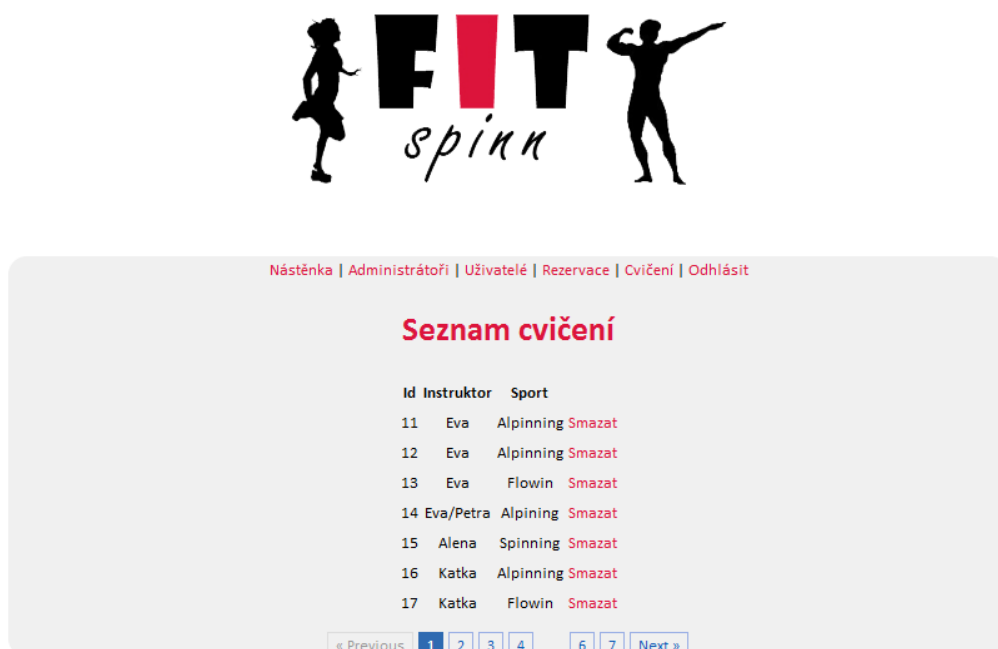 FIT
spinn
Nástěnka | Administrátoři | Uživatelé | Rezervace | Cvičení | Odhlásit
Seznam cvičení
Id Instruktor Sport
11 Eva Alpinning Smazat
12 Eva Alpinning Smazat
13 Eva Flowin Smazat
14 Eva/Petra Alpining Smazat
15 Alena Spinning Smazat
16 Katka Alpinning Smazat
17 Katka Flowin Smazat
« Previous 1 2 3 4 6 7 Next »